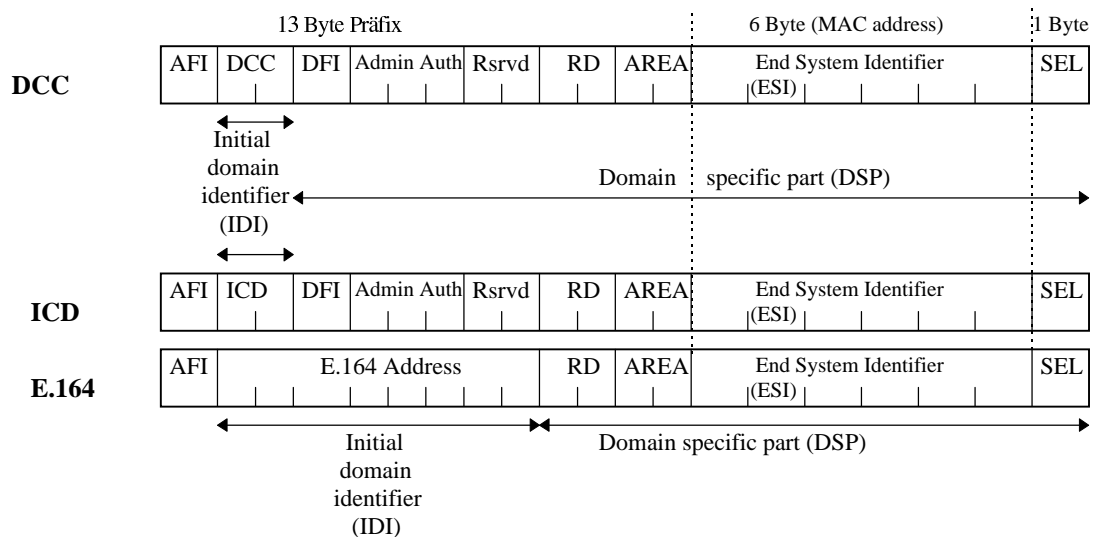 13 Byte Präfix 6 Byte (MAC address) 1 Byte
DCC AFI DCC DFI Admin Auth Rsrvd RD AREA End System Identifier (ESI) SEL
Initial
domain
identifier
(IDI)
Domain specific part (DSP)
ICD AFI ICD DFI Admin Auth Rsrvd RD AREA End System Identifier (ESI) SEL
E.164 AFI E.164 Address RD AREA End System Identifier (ESI) SEL
Initial
domain
identifier
(IDI)
Domain specific part (DSP)